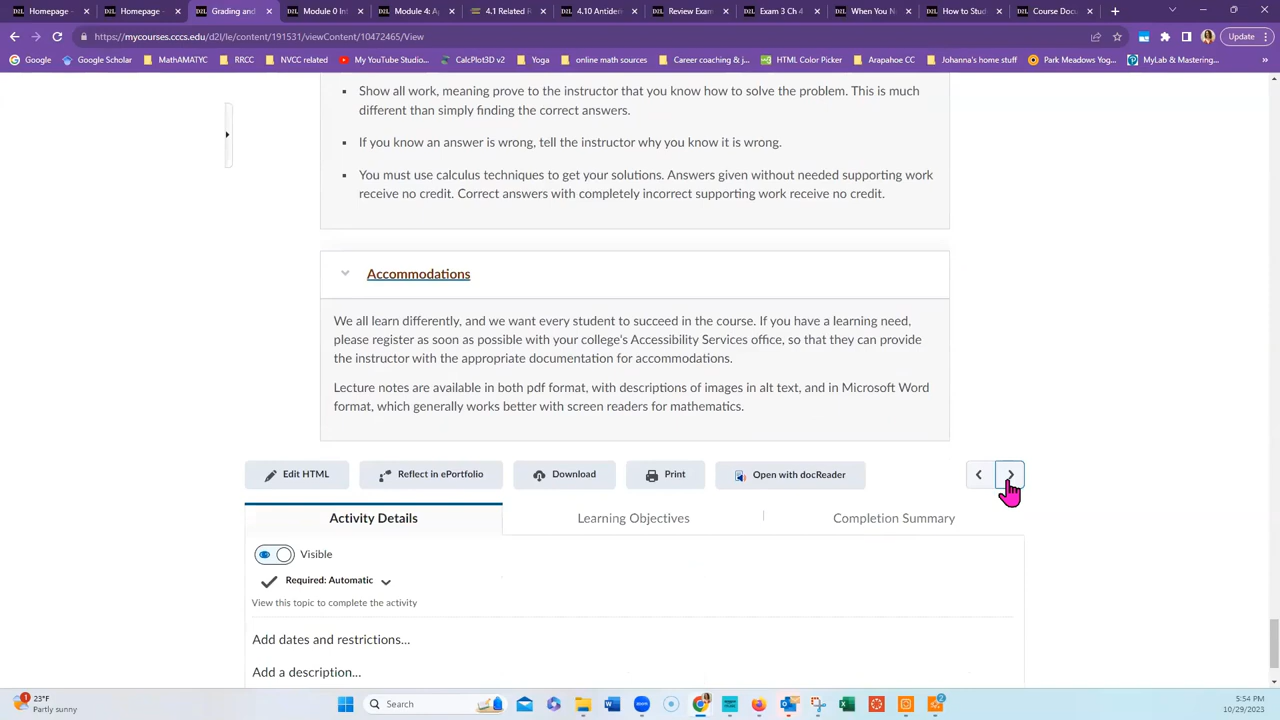 Homepage -
Homepage -
Grading and
Module 0 Int
Module 4: Ap
4.1 Related R
4.10 Antider
Review Exam
Exam 3 Ch 4
When You N
How to Stud
Course Docu
https://mycourses.cccs.edu/d2l/le/content/191531/viewContent/10472465/View
Update
Google
Google Scholar
MathAMATYC
RRCC
NVCC related
My YouTube Studio...
CalcPlot3D v2
Yoga
online math sources
Career coaching & j...
HTML Color Picker
Arapahoe CC
Johanna's home stuff
Park Meadows Yog...
MyLab & Mastering...
Show all work, meaning prove to the instructor that you know how to solve the problem. This is much
different than simply finding the correct answers.
If you know an answer is wrong, tell the instructor why you know it is wrong.
You must use calculus techniques to get your solutions. Answers given without needed supporting work
receive no credit. Correct answers with completely incorrect supporting work receive no credit.
Accommodations
We all learn differently, and we want every student to succeed in the course. If you have a learning need,
please register as soon as possible with your college's Accessibility Services office, so that they can provide
the instructor with the appropriate documentation for accommodations.
Lecture notes are available in both pdf format, with descriptions of images in alt text, and in Microsoft Word
format, which generally works better with screen readers for mathematics.
Edit HTML
Reflect in ePortfolio
Download
Print
Open with docReader
Activity Details
Learning Objectives
Completion Summary
Visible
Required: Automatic
View this topic to complete the activity
Add dates and restrictions...
Add a description...
23°F
Partly sunny
Search
5:54 PM
10/29/2023